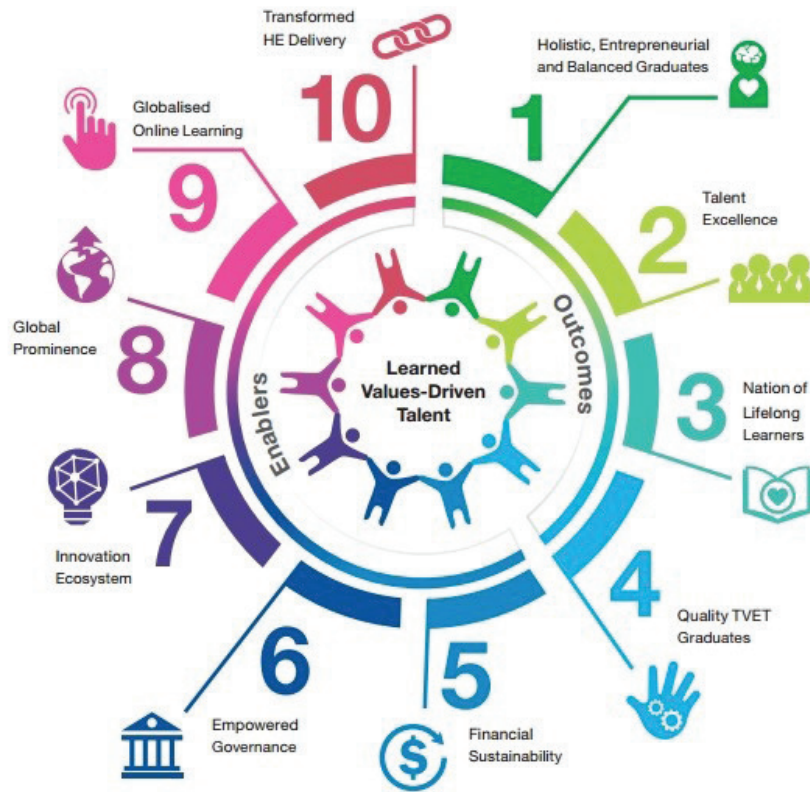 Transformed
HE Delivery
10
1
Holistic, Entrepreneurial
and Balanced Graduates
Globalised
Online Learning
9
2
Talent
Excellence
Global
Prominence
8
3
Nation of
Lifelong
Learners
Enablers
Outcomes
Learned
Values-Driven
Talent
7
Innovation
Ecosystem
4
Quality TVET
Graduates
6
Empowered
Governance
5
$
Financial
Sustainability